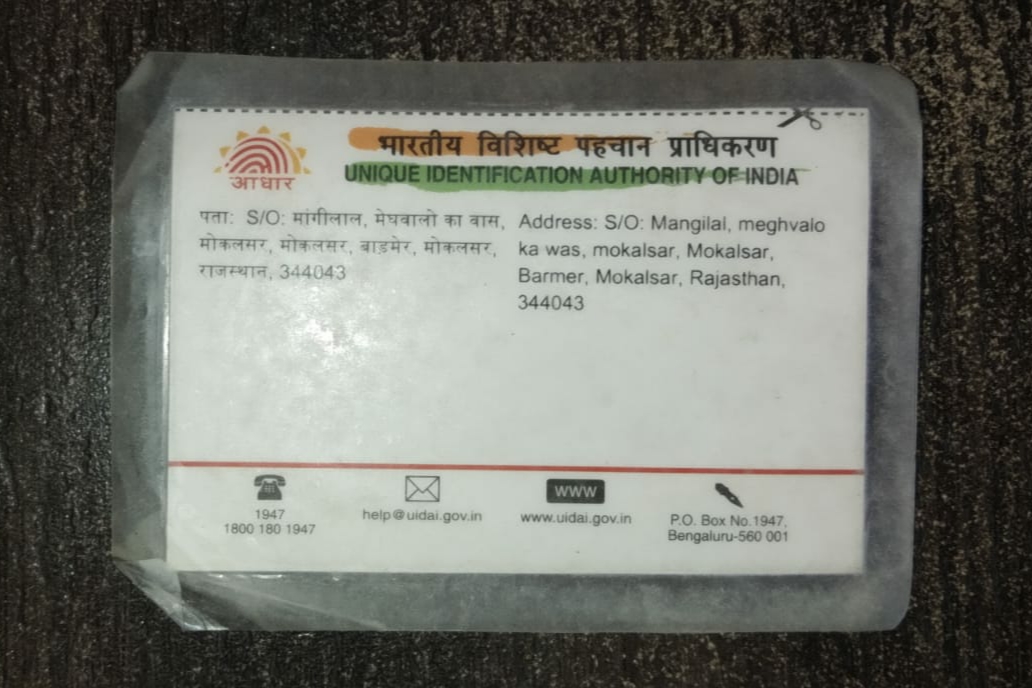 आधार
भारतीय विशिष्ट पहचान प्राधिकरण
UNIQUE IDENTIFICATION AUTHORITY OF INDIA
पता: S/O: मांगीलाल, मेघवालो का वास,
मोकलसर, मोकलसर, बाड़मेर, मोकलसर,
राजस्थान, 344043
Address: S/O: Mangilal, meghvalo
ka was, mokalsar, Mokalsar,
Barmer, Mokalsar, Rajasthan,
344043
1947
1800 180 1947
help@uidai.gov.in
WWW
www.uidai.gov.in
P.O. Box No.1947,
Bengaluru-560 001